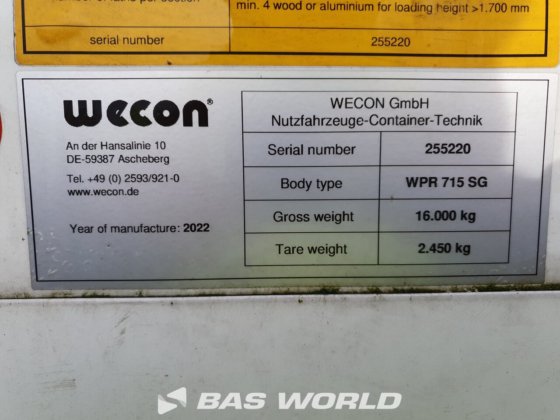 min. 4 wood or aluminium for loading height >1.700 mm
serial number 255220
wecon®
An der Hansalinie 10
DE-59387 Ascheberg
Tel. +49 (0) 2593/921-0
www.wecon.de
Year of manufacture: 2022
WECON GmbH
Nutzfahrzeuge-Container-Technik
Serial number 255220
Body type WPR 715 SG
Gross weight 16.000 kg
Tare weight 2.450 kg
BAS WORLD